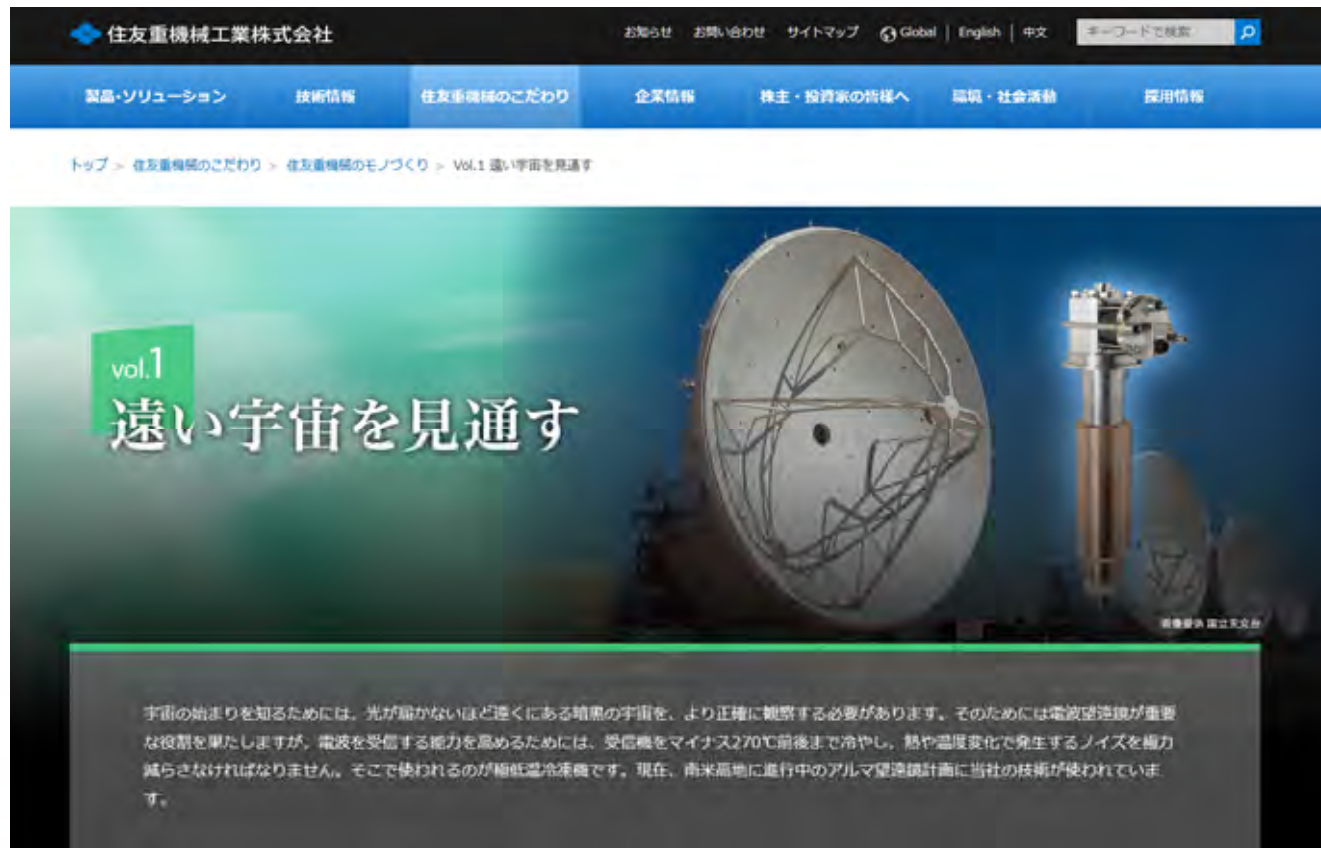 住友重機械工業株式会社
お知らせ お問い合わせ サイトマップ Global | English | 中文 キーワードで検索
製品・ソリューション 技術情報 住友重機械のこだわり 企業情報 株主・投資家の皆様へ 環境・社会活動 採用情報
トップ > 住友重機械のこだわり > 住友重機械のモノづくり > Vol.1 遠い宇宙を見通す
vol.1
遠い宇宙を見通す
画像提供 国立天文台
宇宙の始まりを知るためには、光が届かないほど遠くにある暗黒の宇宙を、より正確に観察する必要があります。そのためには電波望遠鏡が重要
な役割を果たしますが、電波を受信する能力を高めるためには、受信機をマイナス270℃前後まで冷やし、熱や温度変化で発生するノイズを極力
減らさなければなりません。そこで使われるのが極低温冷凍機です。現在、南米高地に進行中のアルマ望遠鏡計画に当社の技術が使われていま
す。